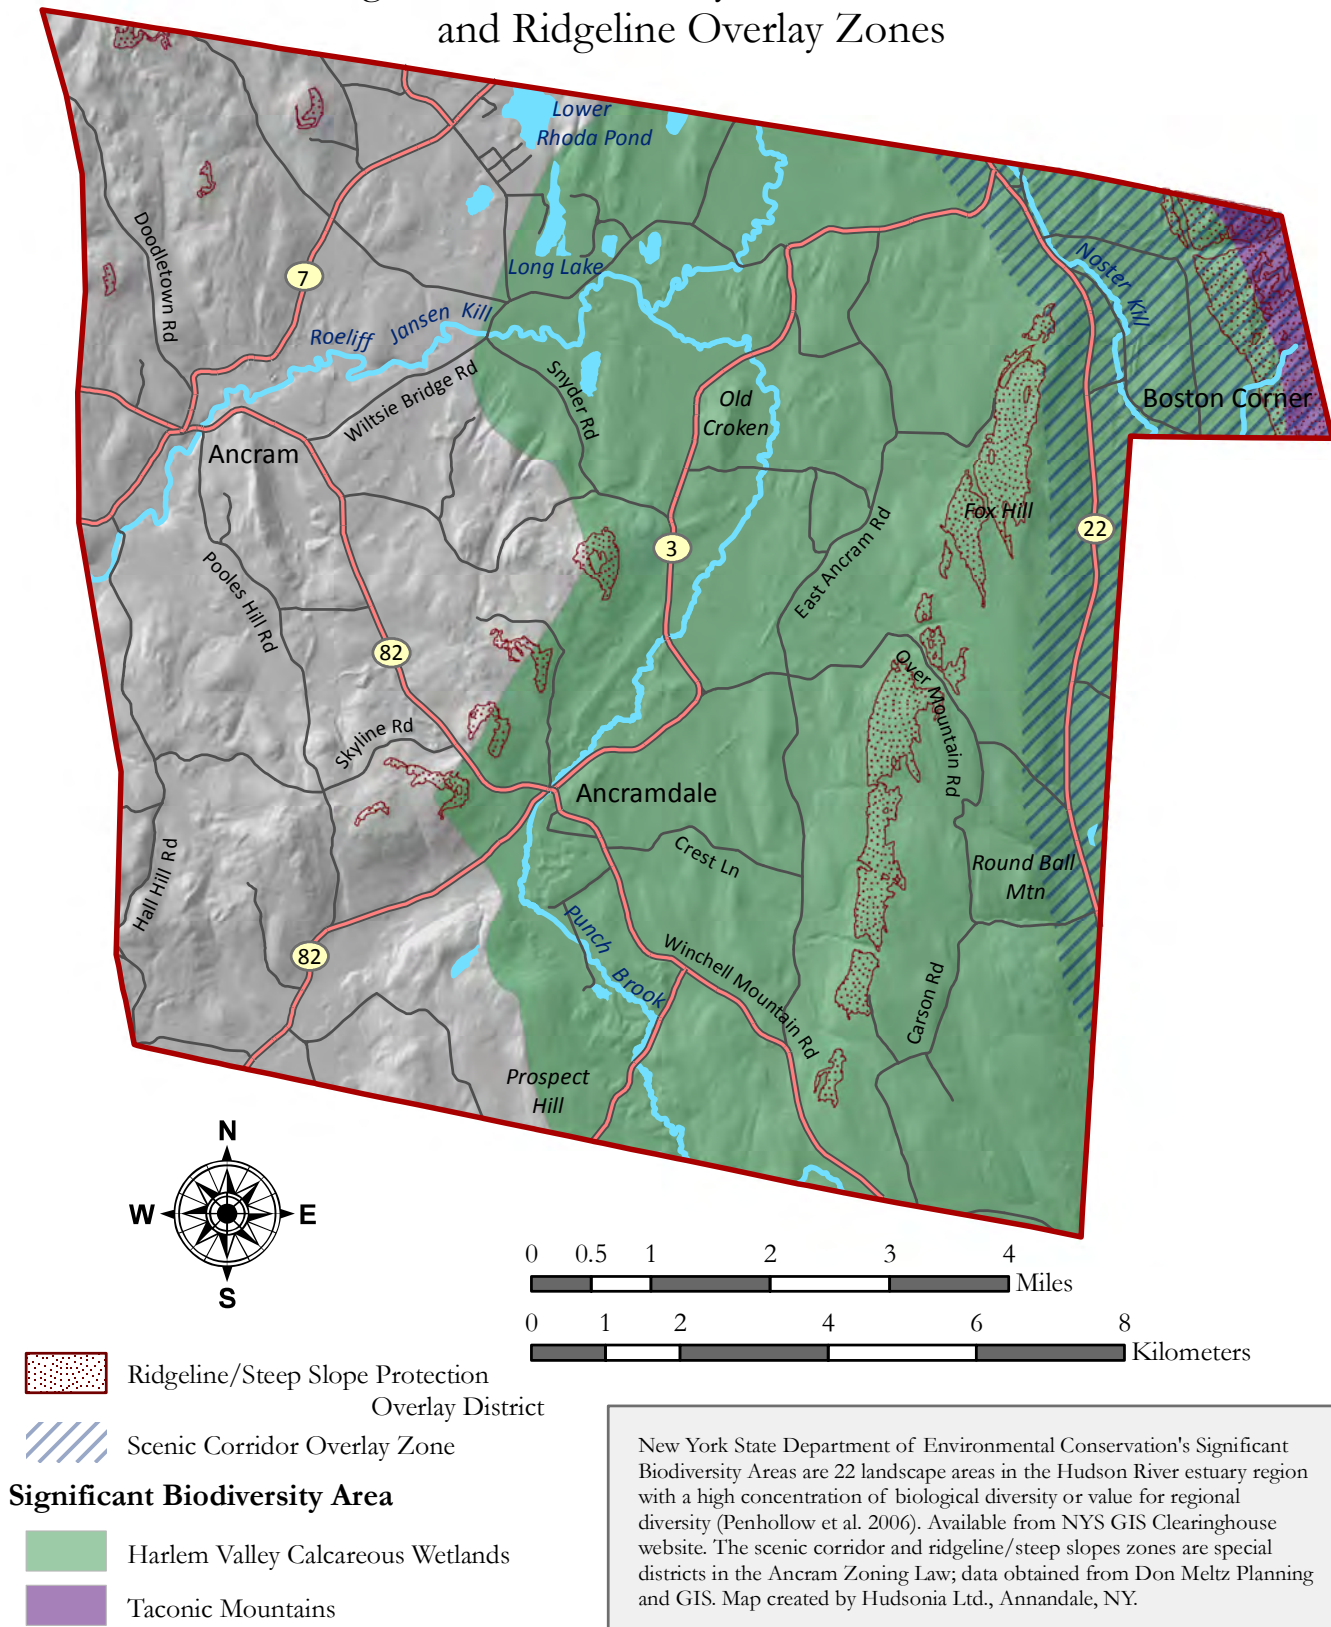 and Ridgeline Overlay Zones
Lower
Rhoda Pond
Doodletown Rd
7
Long Lake
Noster Kill
Roeliff Jansen Kill
Wiltsie Bridge Rd
Snyder Rd
Old
Croken
Boston Corner
Ancram
Fox Hill
22
3
East Ancram Rd
Pooles Hill Rd
82
Over Mountain Rd
Skyline Rd
Ancramdale
Crest Ln
Round Ball
Mtn
Hall Hill Rd
Punch Brook
Winchell Mountain Rd
82
Carson Rd
Prospect
Hill
N
W E
S
0 0.5 1 2 3 4
Miles
0 1 2 4 6 8
Kilometers
Ridgeline/Steep Slope Protection
Overlay District
Scenic Corridor Overlay Zone
Significant Biodiversity Area
Harlem Valley Calcareous Wetlands
Taconic Mountains
New York State Department of Environmental Conservation's Significant
Biodiversity Areas are 22 landscape areas in the Hudson River estuary region
with a high concentration of biological diversity or value for regional
diversity (Penhollow et al. 2006). Available from NYS GIS Clearinghouse
website. The scenic corridor and ridgeline/steep slopes zones are special
districts in the Ancram Zoning Law; data obtained from Don Meltz Planning
and GIS. Map created by Hudsonia Ltd., Annandale, NY.